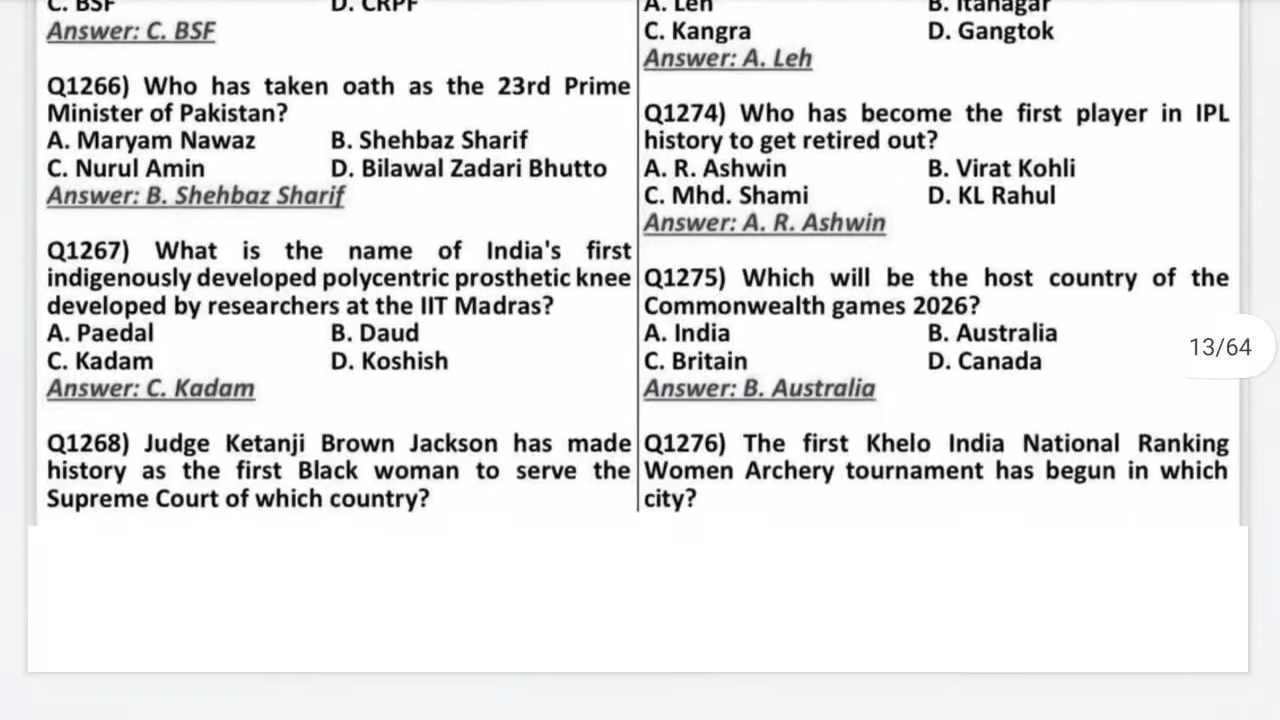 C. BSF D. CRPF
Answer: C. BSF
Q1266) Who has taken oath as the 23rd Prime
Minister of Pakistan?
A. Maryam Nawaz B. Shehbaz Sharif
C. Nurul Amin D. Bilawal Zadari Bhutto
Answer: B. Shehbaz Sharif
Q1267) What is the name of India's first
indigenously developed polycentric prosthetic knee
developed by researchers at the IIT Madras?
A. Paedal B. Daud
C. Kadam D. Koshish
Answer: C. Kadam
Q1268) Judge Ketanji Brown Jackson has made
history as the first Black woman to serve the
Supreme Court of which country?
A. Leh B. Itanagar
C. Kangra D. Gangtok
Answer: A. Leh
Q1274) Who has become the first player in IPL
history to get retired out?
A. R. Ashwin B. Virat Kohli
C. Mhd. Shami D. KL Rahul
Answer: A. R. Ashwin
Q1275) Which will be the host country of the
Commonwealth games 2026?
A. India B. Australia
C. Britain D. Canada
Answer: B. Australia
Q1276) The first Khelo India National Ranking
Women Archery tournament has begun in which
city?
13/64